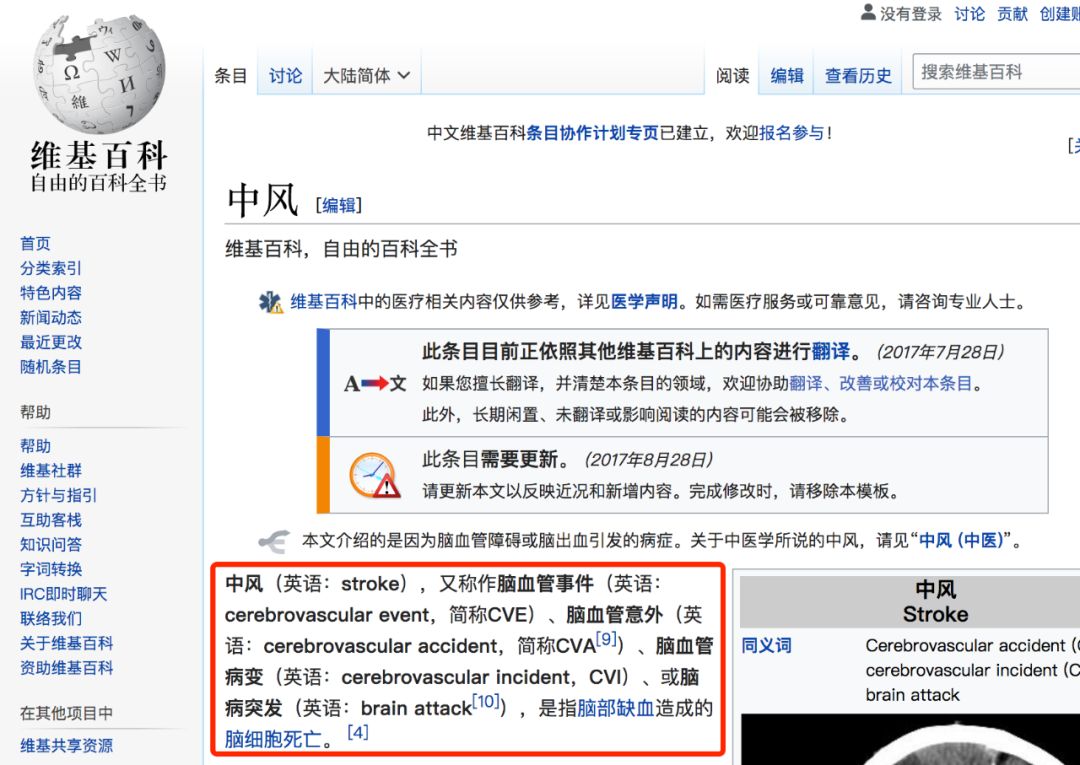 没有登录 讨论 贡献 创建账
条目 讨论 大陆简体 阅读 编辑 查看历史 搜索维基百科
Ω W И 維 7
维基百科
自由的百科全书
中文维基百科条目协作计划专页已建立，欢迎报名参与！
中风 [编辑]
维基百科，自由的百科全书
首页
分类索引
特色内容
新闻动态
最近更改
随机条目
帮助
帮助
维基社群
方针与指引
互助客栈
知识问答
字词转换
IRC即时聊天
联络我们
关于维基百科
资助维基百科
在其他项目中
维基共享资源
维基百科中的医疗相关内容仅供参考，详见医学声明。如需医疗服务或可靠意见，请咨询专业人士。
此条目目前正依照其他维基百科上的内容进行翻译。 (2017年7月28日)
A 文
如果您擅长翻译，并清楚本条目的领域，欢迎协助翻译、改善或校对本条目。
此外，长期闲置、未翻译或影响阅读的内容可能会被移除。
此条目需要更新。 (2017年8月28日)
请更新本文以反映近况和新增内容。完成修改时，请移除本模板。
本文介绍的是因为脑血管障碍或脑出血引发的病症。关于中医学所说的中风，请见“中风 (中医)”。
中风（英语：stroke），又称作脑血管事件（英语：
cerebrovascular event，简称CVE）、脑血管意外（英
语：cerebrovascular accident，简称CVA[9]）、脑血管
病变（英语：cerebrovascular incident，CVI）、或脑
病突发（英语：brain attack[10]），是指脑部缺血造成的
脑细胞死亡。[4]
中风
Stroke
同义词 Cerebrovascular accident (
cerebrovascular incident (C
brain attack